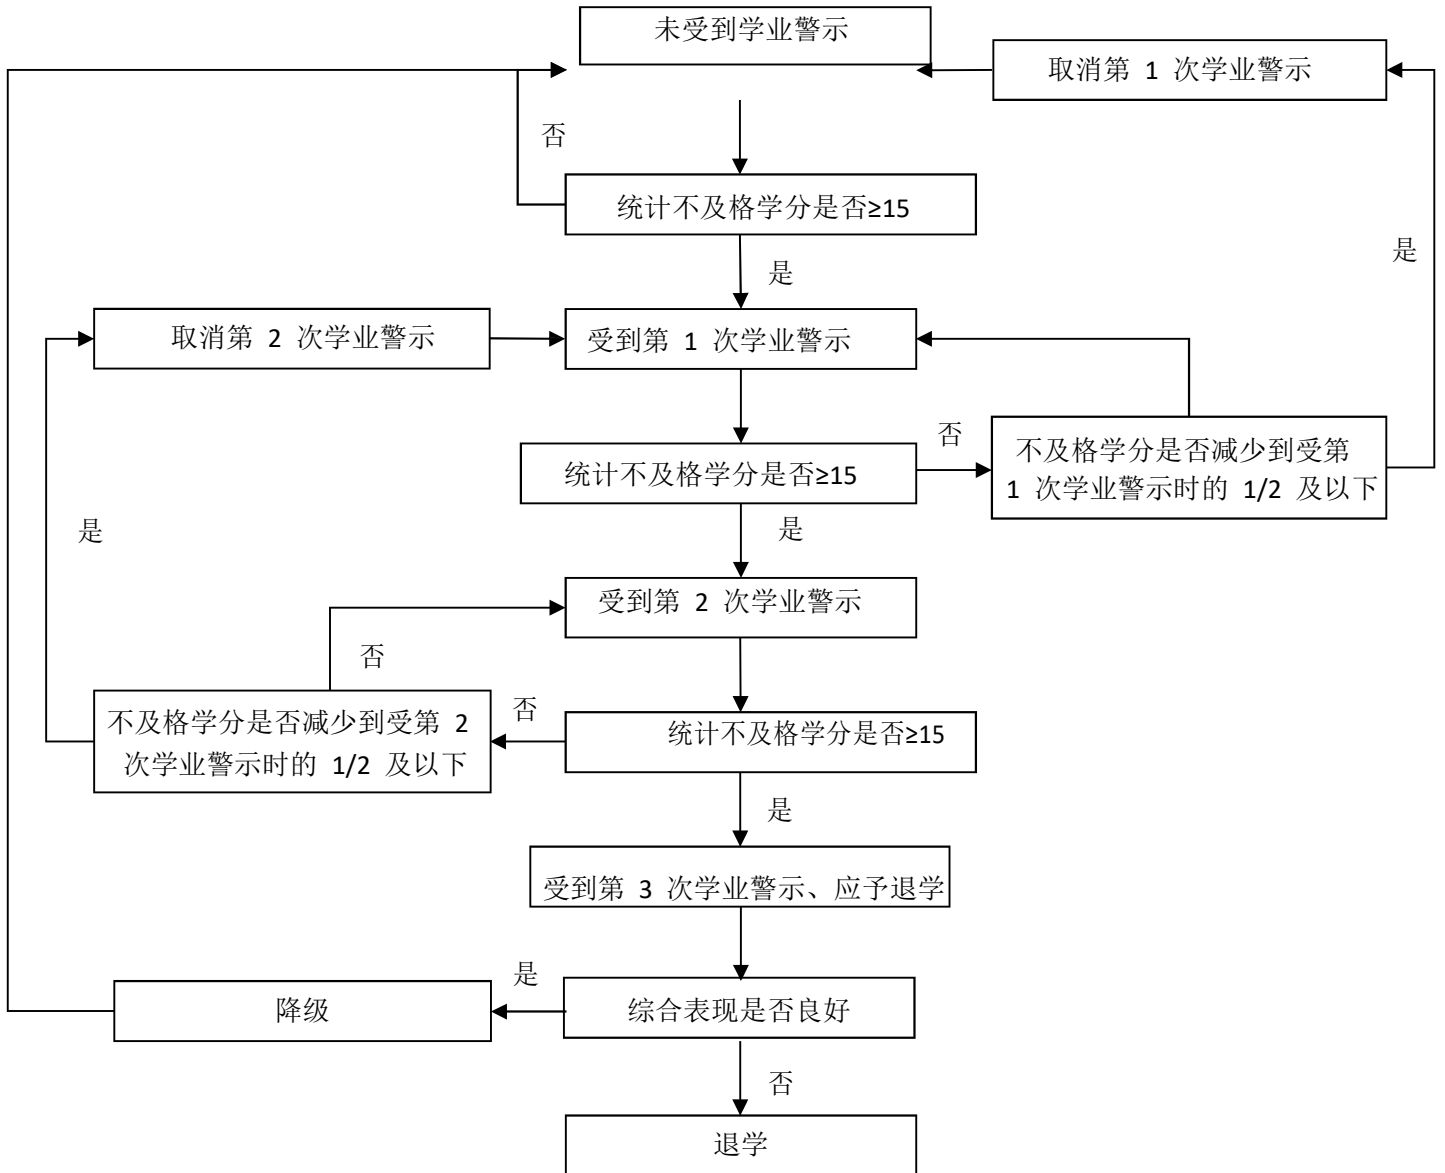 未受到学业警示
取消第 1 次学业警示
否
统计不及格学分是否≥15
是
是
取消第 2 次学业警示
受到第 1 次学业警示
统计不及格学分是否≥15
否
不及格学分是否减少到受第
1 次学业警示时的 1/2 及以下
是
是
受到第 2 次学业警示
否
不及格学分是否减少到受第 2
次学业警示时的 1/2 及以下
否
统计不及格学分是否≥15
是
受到第 3 次学业警示、应予退学
是
降级
综合表现是否良好
否
退学